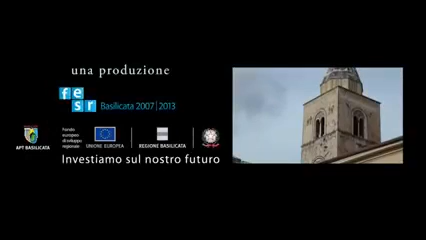 una produzione
fesr Basilicata 2007|2013
APT BASILICATA
Fondo
europeo
di sviluppo
regionale
UNIONE EUROPEA
REGIONE BASILICATA
Investiamo sul nostro futuro